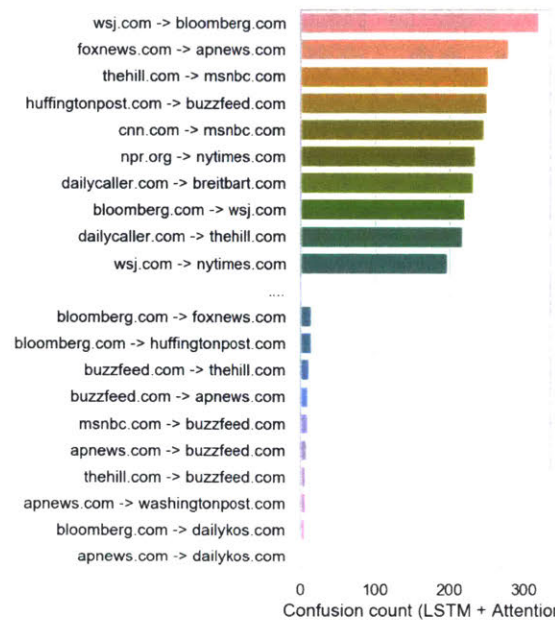 wsj.com -> bloomberg.com
foxnews.com -> apnews.com
thehill.com -> msnbc.com
huffingtonpost.com -> buzzfeed.com
cnn.com -> msnbc.com
npr.org -> nytimes.com
dailycaller.com -> breitbart.com
bloomberg.com -> wsj.com
dailycaller.com -> thehill.com
wsj.com -> nytimes.com
....
bloomberg.com -> foxnews.com
bloomberg.com -> huffingtonpost.com
buzzfeed.com -> thehill.com
buzzfeed.com -> apnews.com
msnbc.com -> buzzfeed.com
apnews.com -> buzzfeed.com
thehill.com -> buzzfeed.com
apnews.com -> washingtonpost.com
bloomberg.com -> dailykos.com
apnews.com -> dailykos.com
0 100 200 300
Confusion count (LSTM + Attention